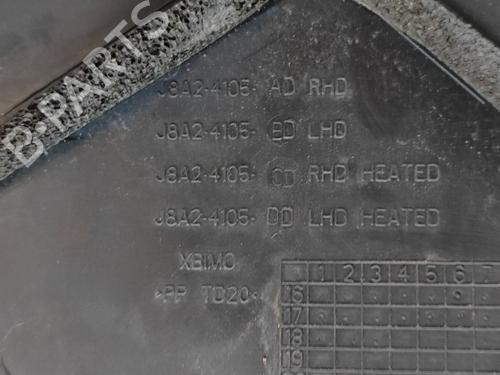 B-PARTS
J8A2-4105- AD RHD
J8A2-4105- BD LHD
J8A2-4105- CD RHD HEATED
J8A2-4105- DD LHD HEATED
XBIMO
>PP TD20<
1 2 3 4 5 6 7
16
17
18
19